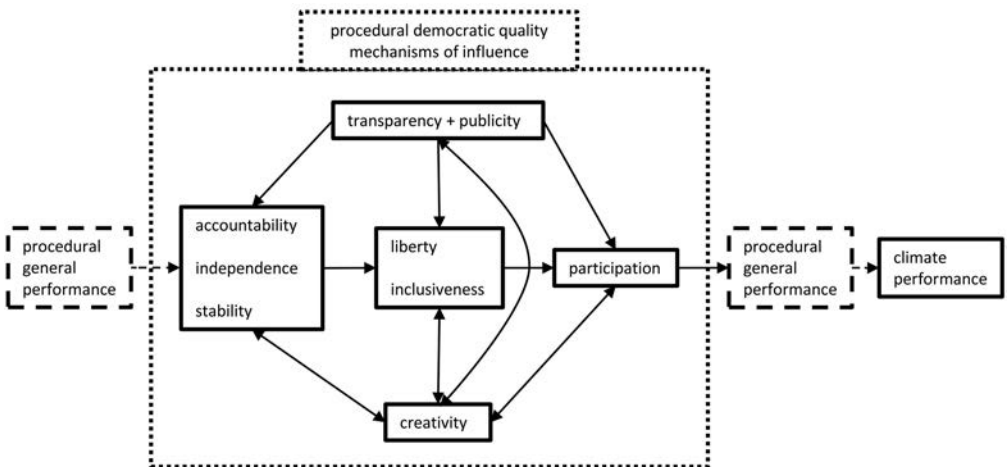 procedural democratic quality
mechanisms of influence
transparency + publicity
procedural
general
performance
accountability
independence
stability
liberty
inclusiveness
participation
procedural
general
performance
climate
performance
creativity